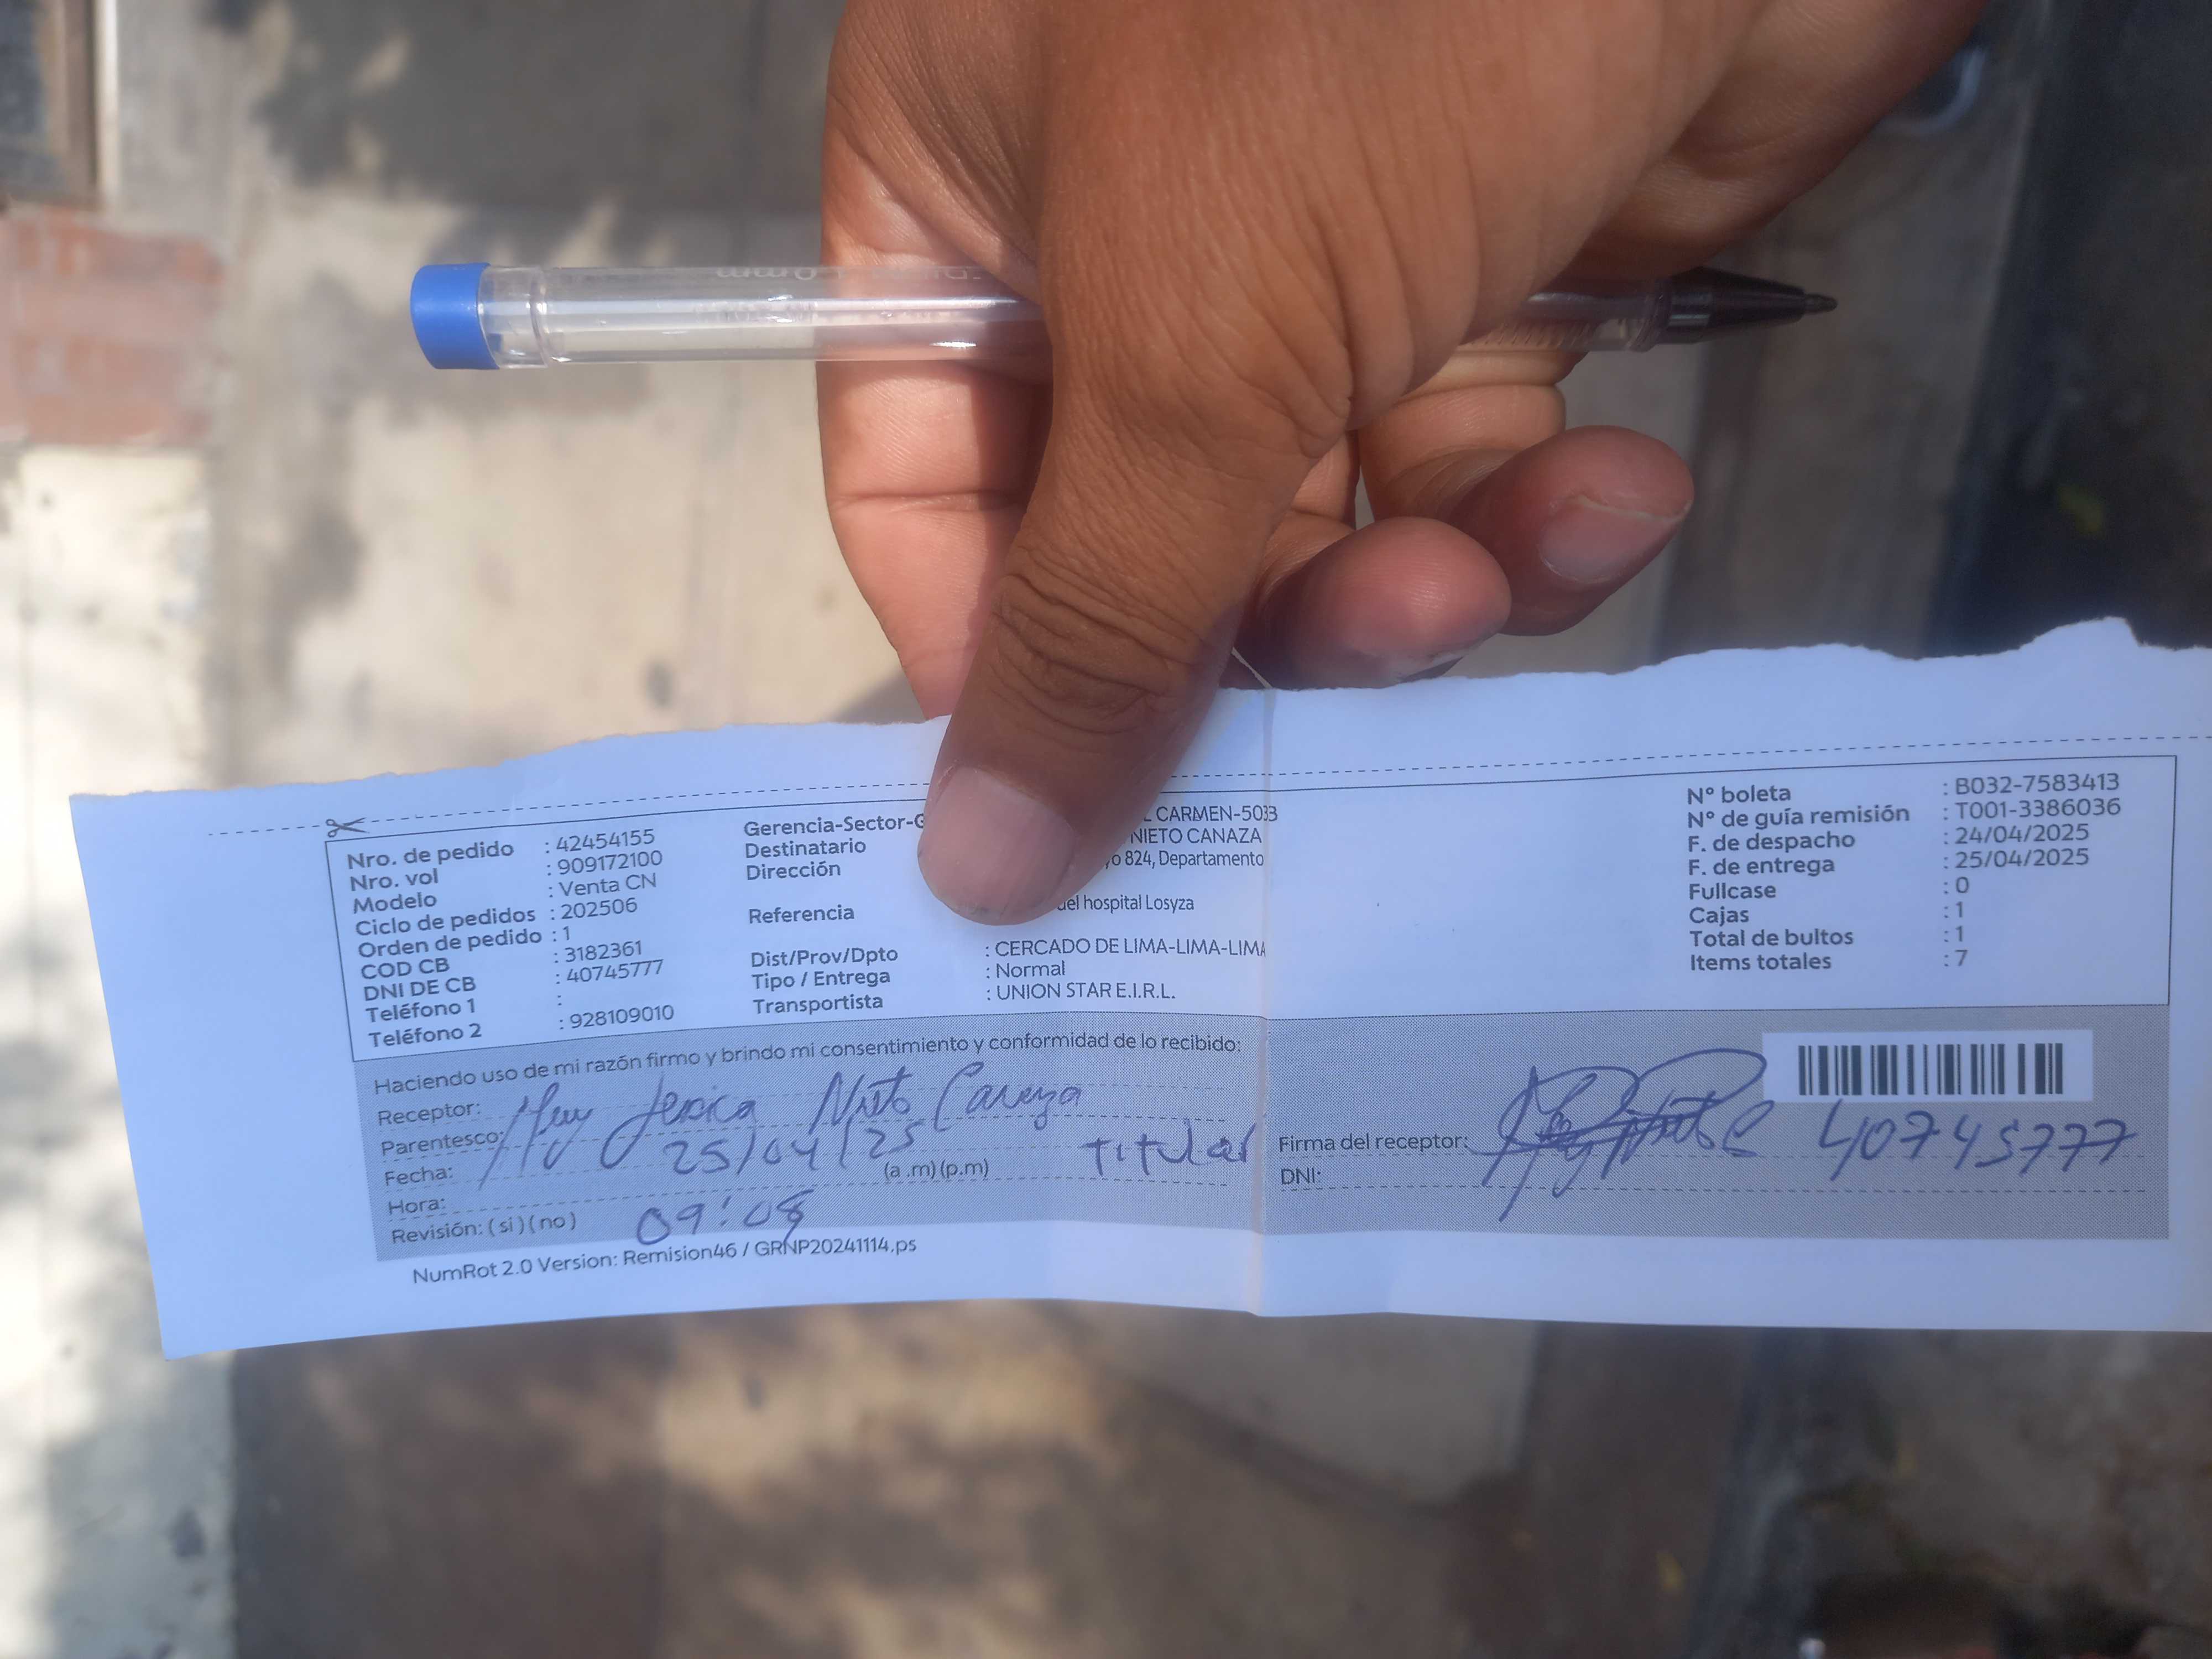 Nro. de pedido : 42454155
Nro. vol : 909172100
Modelo : Venta CN
Ciclo de pedidos : 202506
Orden de pedido : 1
COD CB : 3182361
DNI DE CB : 40745777
Teléfono 1 :
Teléfono 2 : 928109010
Gerencia-Sector-G CARMEN-5033
Destinatario NIETO CANAZA
Dirección 824, Departamento
Referencia del hospital Losyza
Dist/Prov/Dpto : CERCADO DE LIMA-LIMA-LIMA
Tipo / Entrega : Normal
Transportista : UNION STAR E.I.R.L.
N° boleta : B032-7583413
N° de guía remisión : T001-3386036
F. de despacho : 24/04/2025
F. de entrega : 25/04/2025
Fullcase : 0
Cajas : 1
Total de bultos : 1
Items totales : 7
Haciendo uso de mi razón firmo y brindo mi consentimiento y conformidad de lo recibido:
Receptor: Jesica Nieto Canaza
Parentesco: Titular
Fecha: 25/04/25
(a .m) (p.m)
Hora: 09:08
Revisión: ( si ) ( no )
Firma del receptor:
DNI: 40745777
NumRot 2.0 Version: Remision46 / GRNP20241114.ps